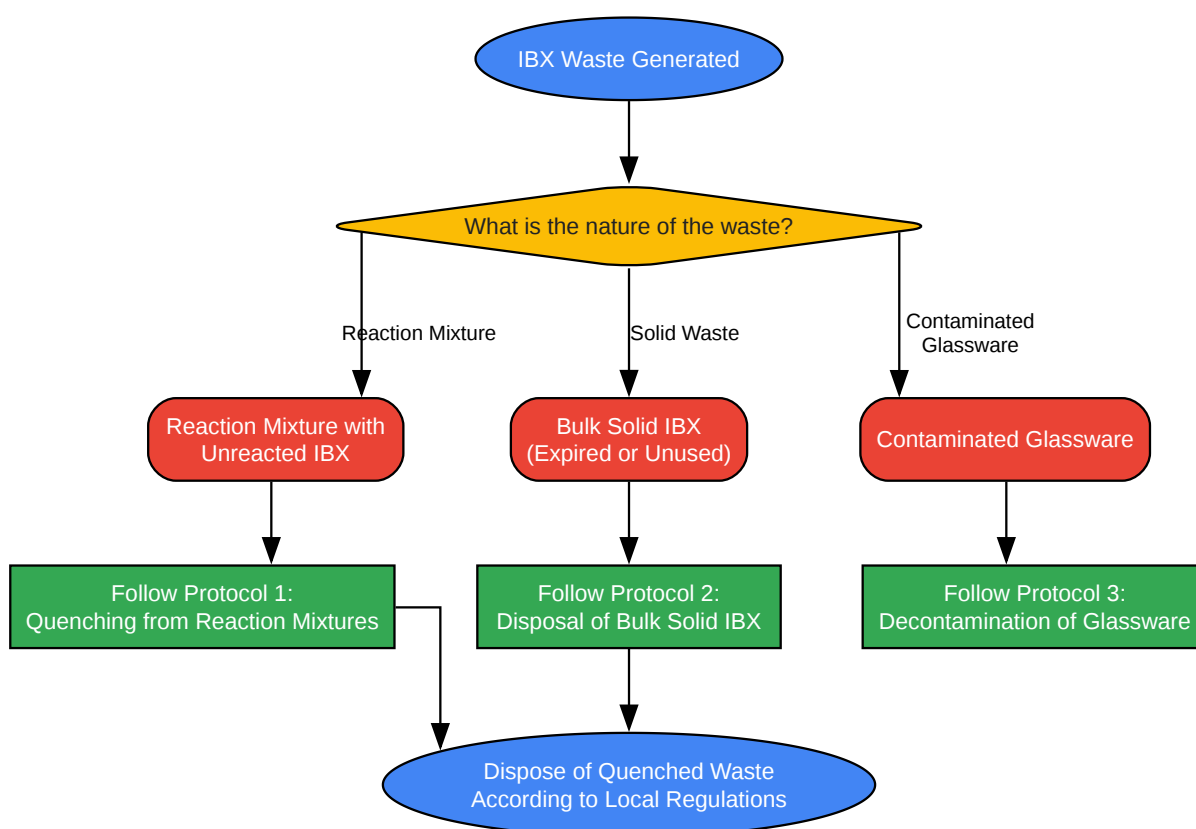 IBX Waste Generated
What is the nature of the waste?
Reaction Mixture
Solid Waste
Contaminated
Glassware
Reaction Mixture with
Unreacted IBX
Bulk Solid IBX
(Expired or Unused)
Contaminated Glassware
Follow Protocol 1:
Quenching from Reaction Mixtures
Follow Protocol 2:
Disposal of Bulk Solid IBX
Follow Protocol 3:
Decontamination of Glassware
Dispose of Quenched Waste
According to Local Regulations